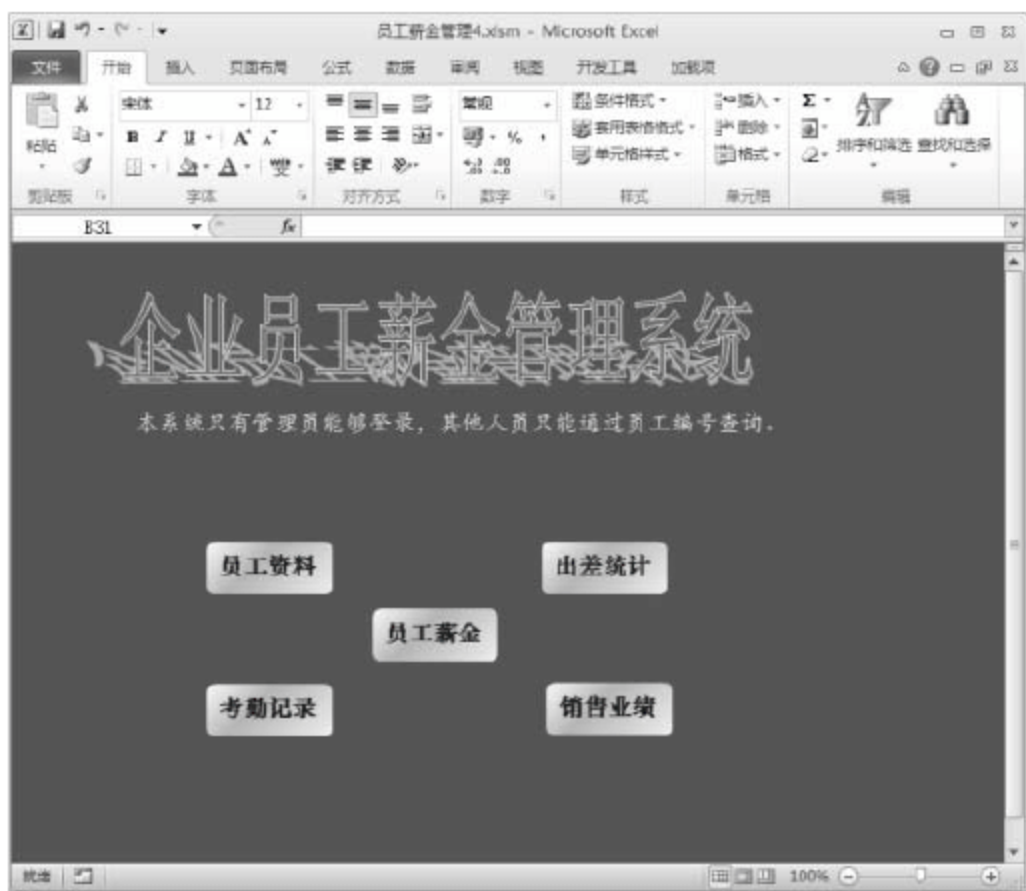 员工薪金管理4.xlsm - Microsoft Excel
文件 开始 插入 页面布局 公式 数据 审阅 视图 开发工具 加载项
宋体 12 常规 条件格式 插入 Σ
粘贴 B I U A A % , 套用表格格式 删除 排序和筛选 查找和选择
A 单元格样式 格式
剪贴板 字体 对齐方式 数字 样式 单元格 编辑
B31 fx
企业员工薪金管理系统
本系统只有管理员能够登录，其他人员只能通过员工编号查询。
员工资料 出差统计
员工薪金
考勤记录 销售业绩
就绪 100%